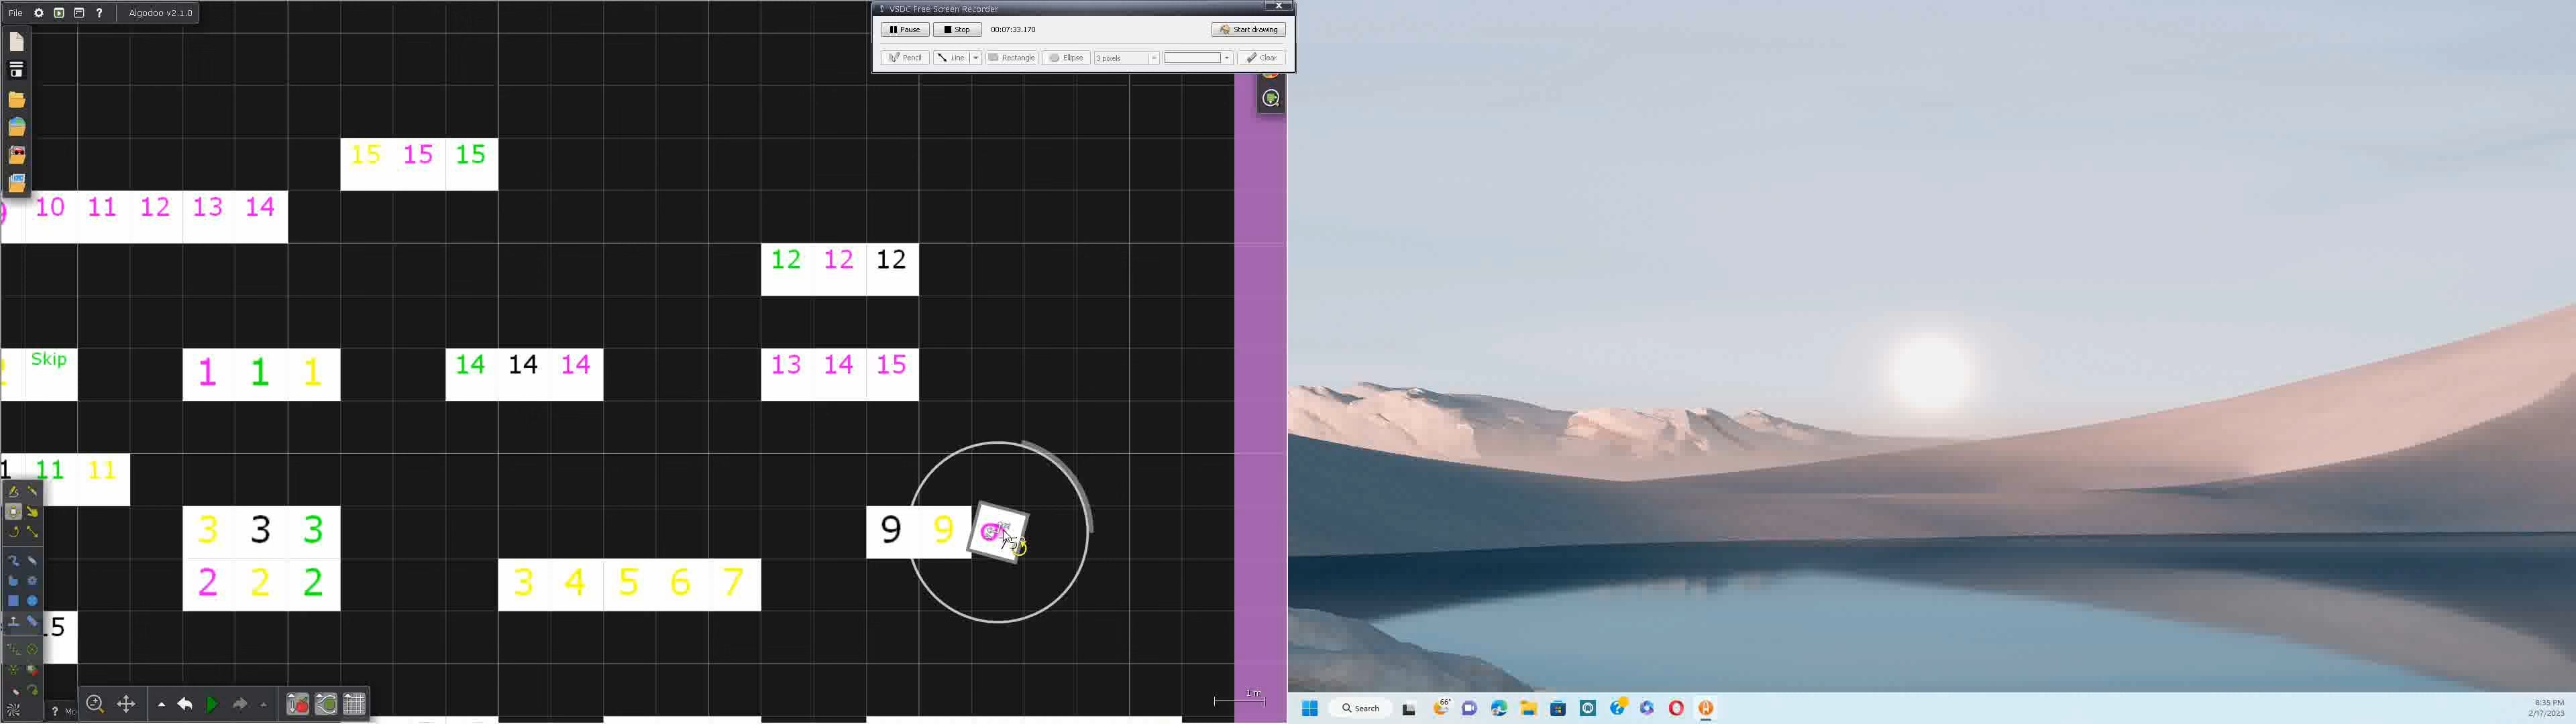 File ? Algodoo v2.1.0
VSDC Free Screen Recorder
Pause Stop 00:07:33.170 Start drawing
Pencil Line Rectangle Ellipse 3 pixels Clear
15 15 15
10 11 12 13 14
12 12 12
Skip 1 1 1 14 14 14 13 14 15
11 11
3 3 3 9 9
2 2 2 3 4 5 6 7
15
1 m
? Mo
Search 66°
8:35 PM
2/17/2023